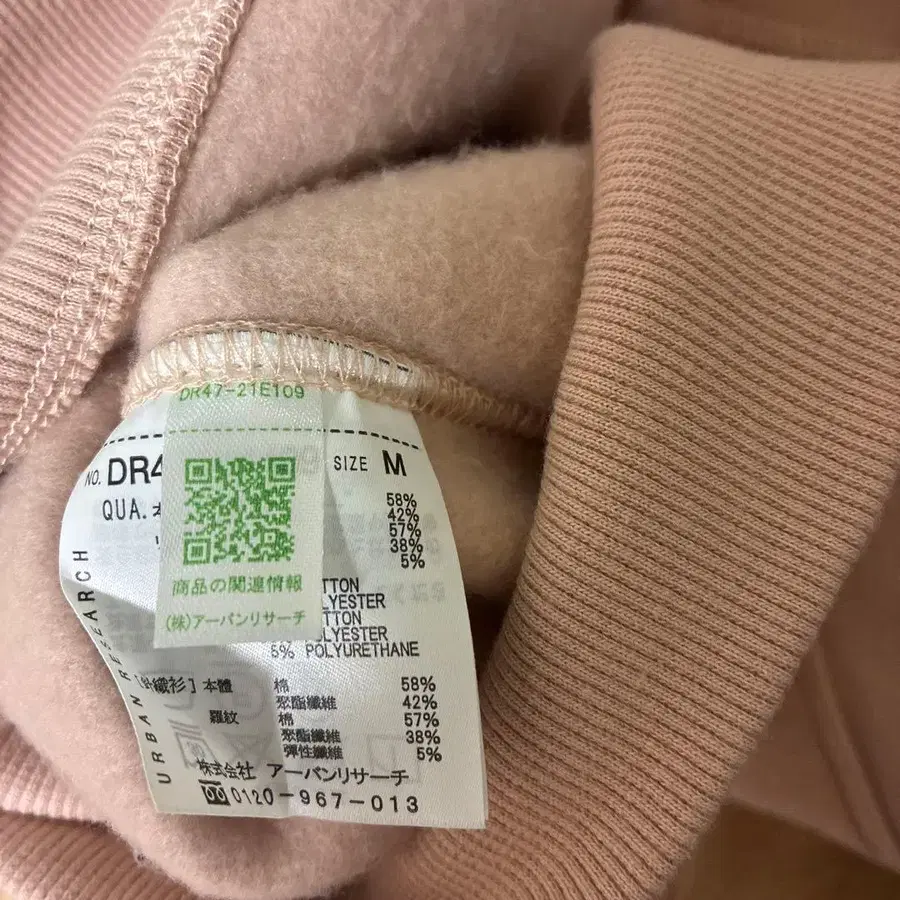 DR47-21E109
NO. DR4
SIZE M
QUA. 本
58%
42%
57%
38%
5%
商品の関連情報
(株)アーバンリサーチ
TTON
LYESTER
TTON
LYESTER
5% POLYURETHANE
織衫] 本體 棉 58%
聚酯纖維 42%
羅紋 棉 57%
聚酯纖維 38%
彈性纖維 5%
株式会社 アーバンリサーチ
0120-967-013
URBAN RESEARCH